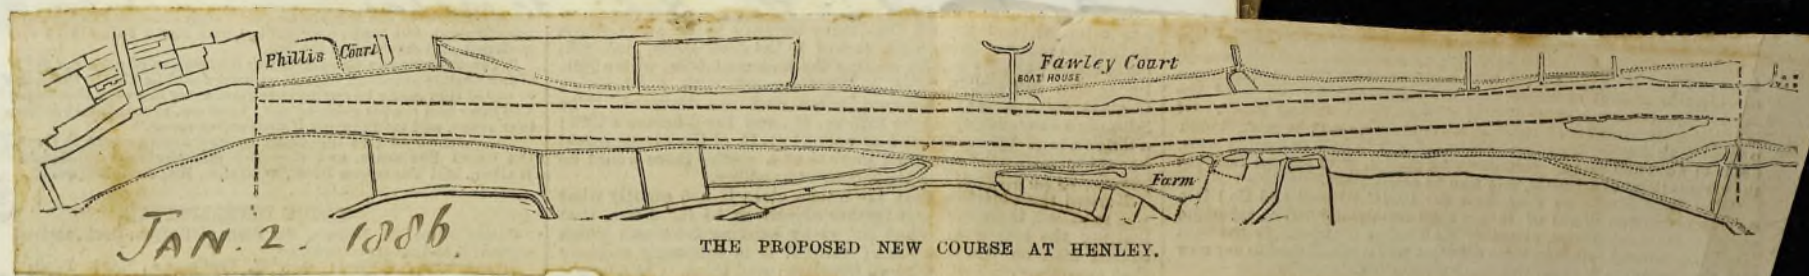 Phillis Court
Fawley Court
BOAT HOUSE
Farm
JAN. 2. 1886.
THE PROPOSED NEW COURSE AT HENLEY.